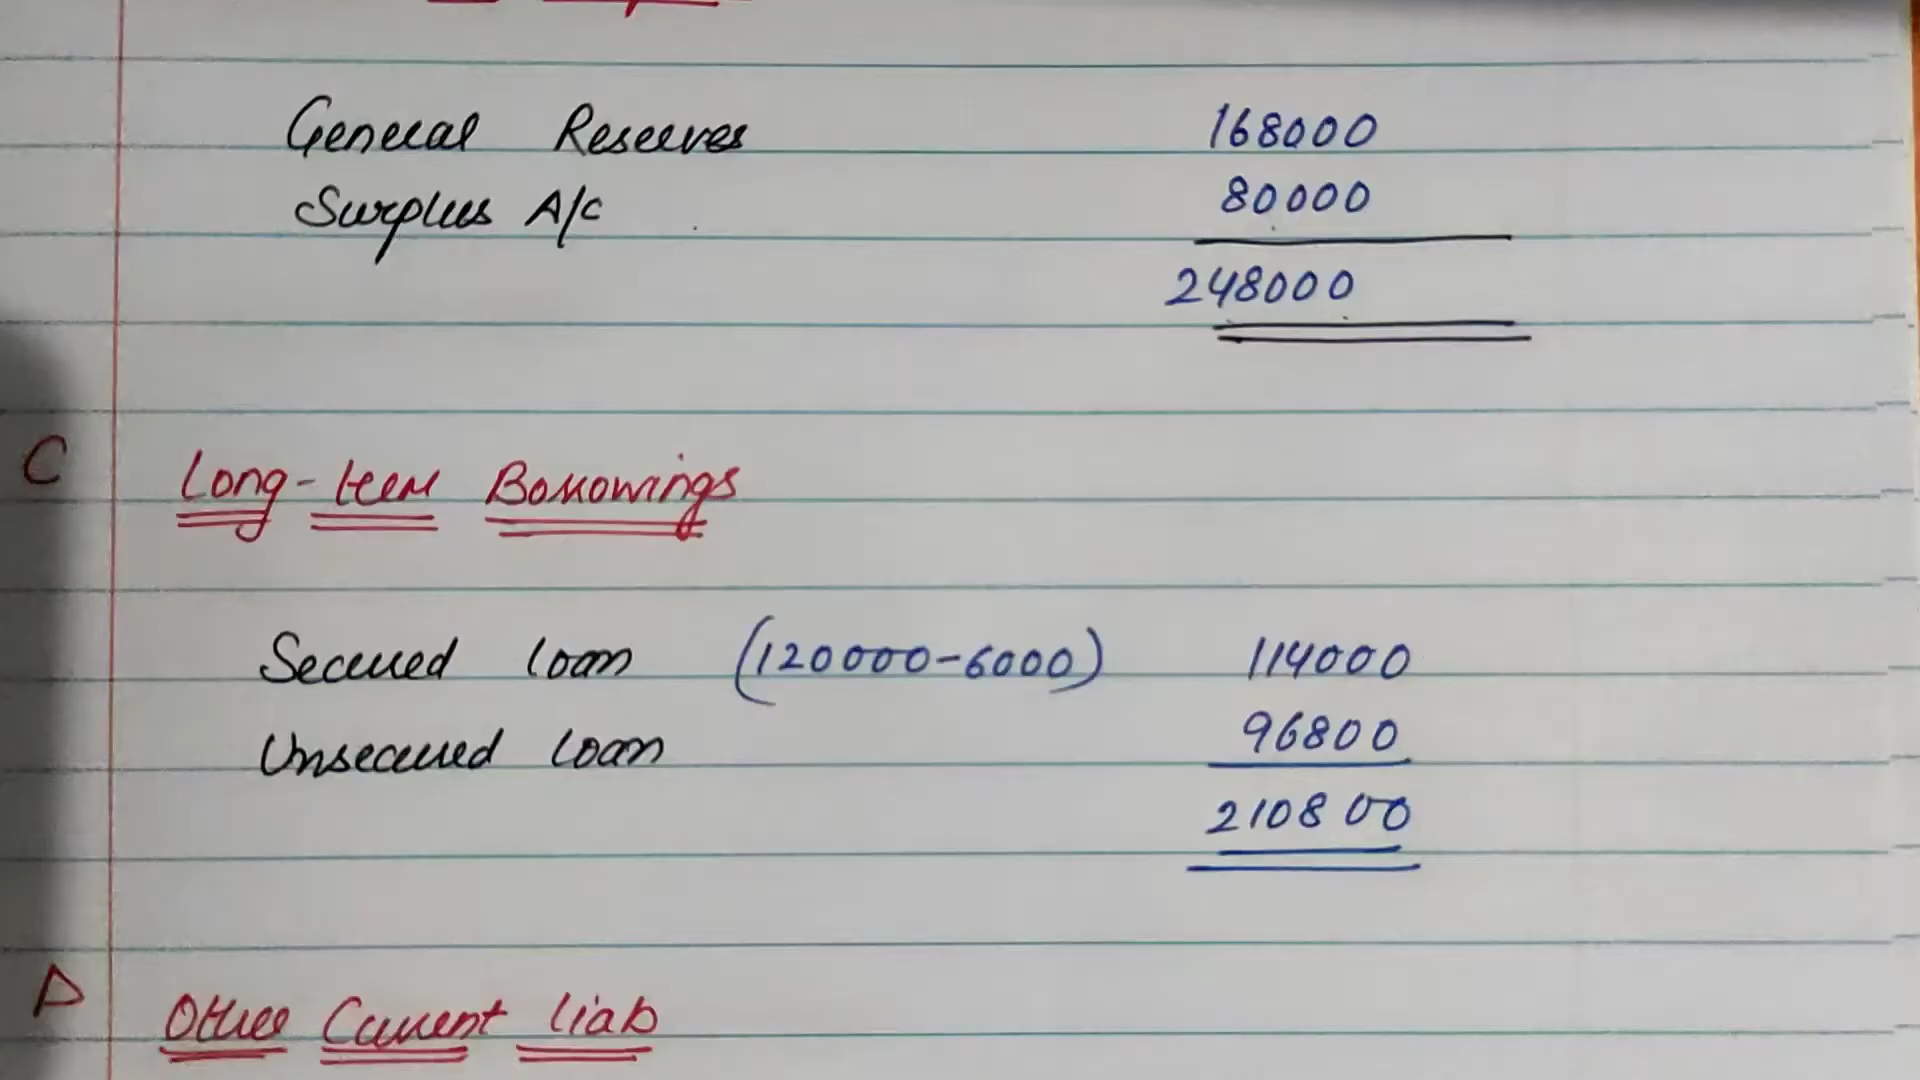 General Reserves 168000
Surplus A/c 80000
248000
C Long-term Borrowings
Secured loan (120000-6000) 114000
Unsecured loan 96800
210800
D Other Current liab